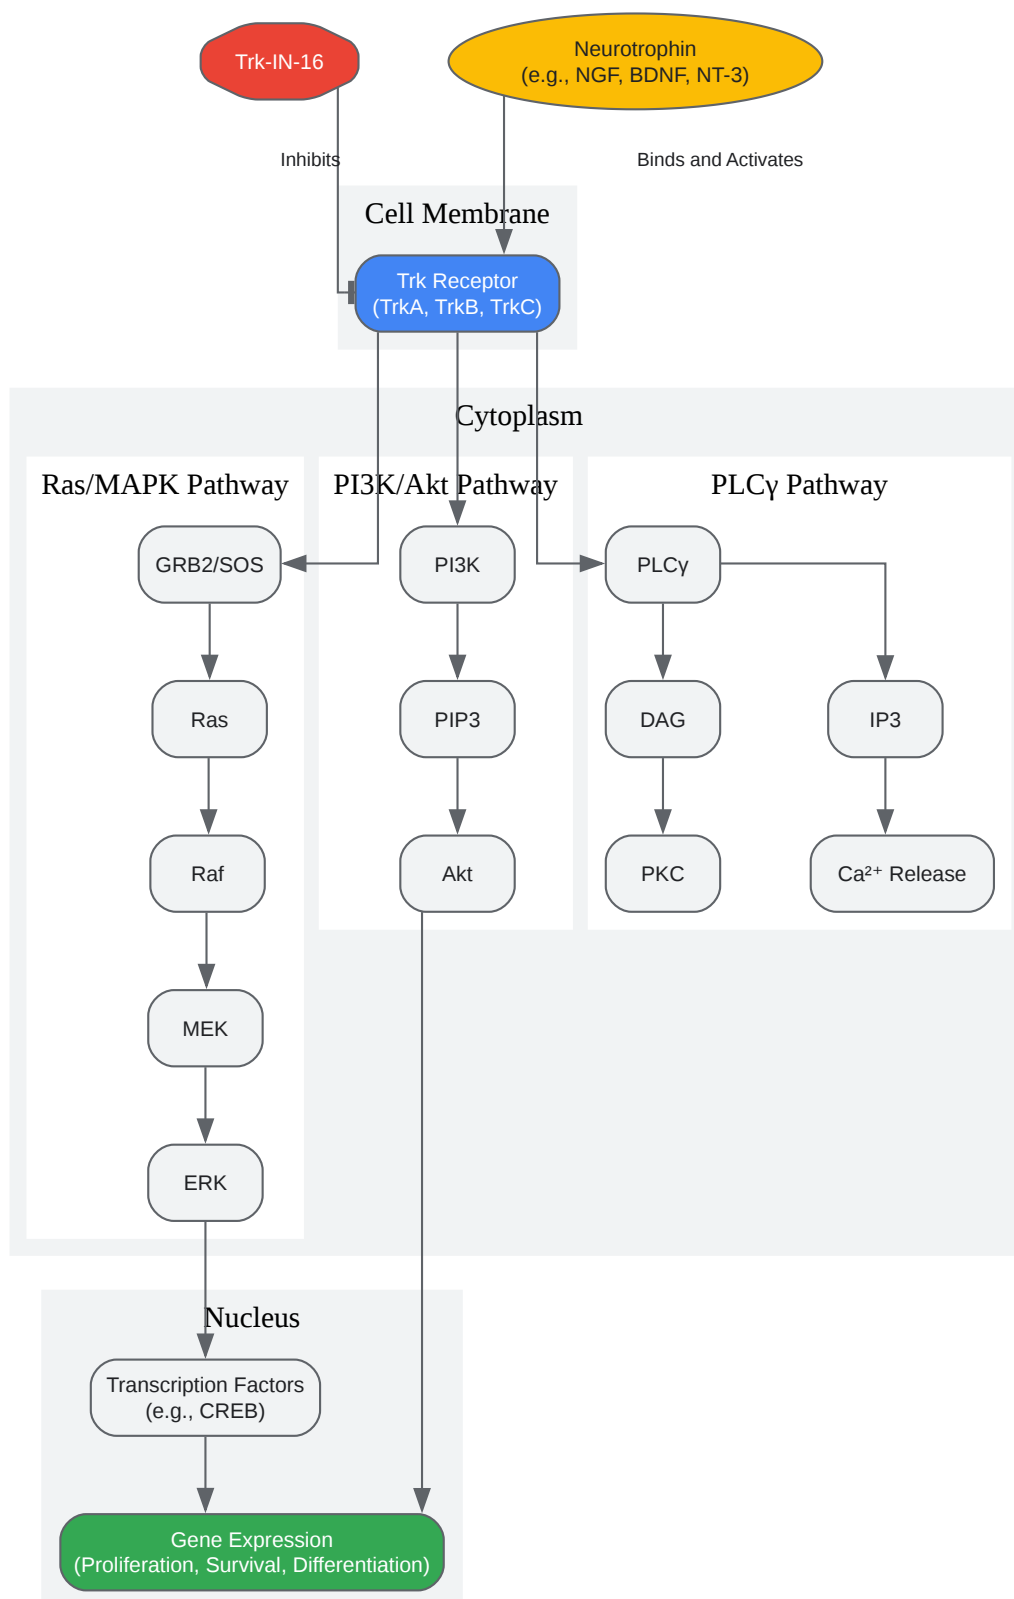 Trk-IN-16
Neurotrophin
(e.g., NGF, BDNF, NT-3)
Inhibits
Binds and Activates
Cell Membrane
Trk Receptor
(TrkA, TrkB, TrkC)
Cytoplasm
Ras/MAPK Pathway
PI3K/Akt Pathway
PLCγ Pathway
GRB2/SOS
PI3K
PLCγ
Ras
PIP3
DAG
IP3
Raf
Akt
PKC
Ca²⁺ Release
MEK
ERK
Nucleus
Transcription Factors
(e.g., CREB)
Gene Expression
(Proliferation, Survival, Differentiation)